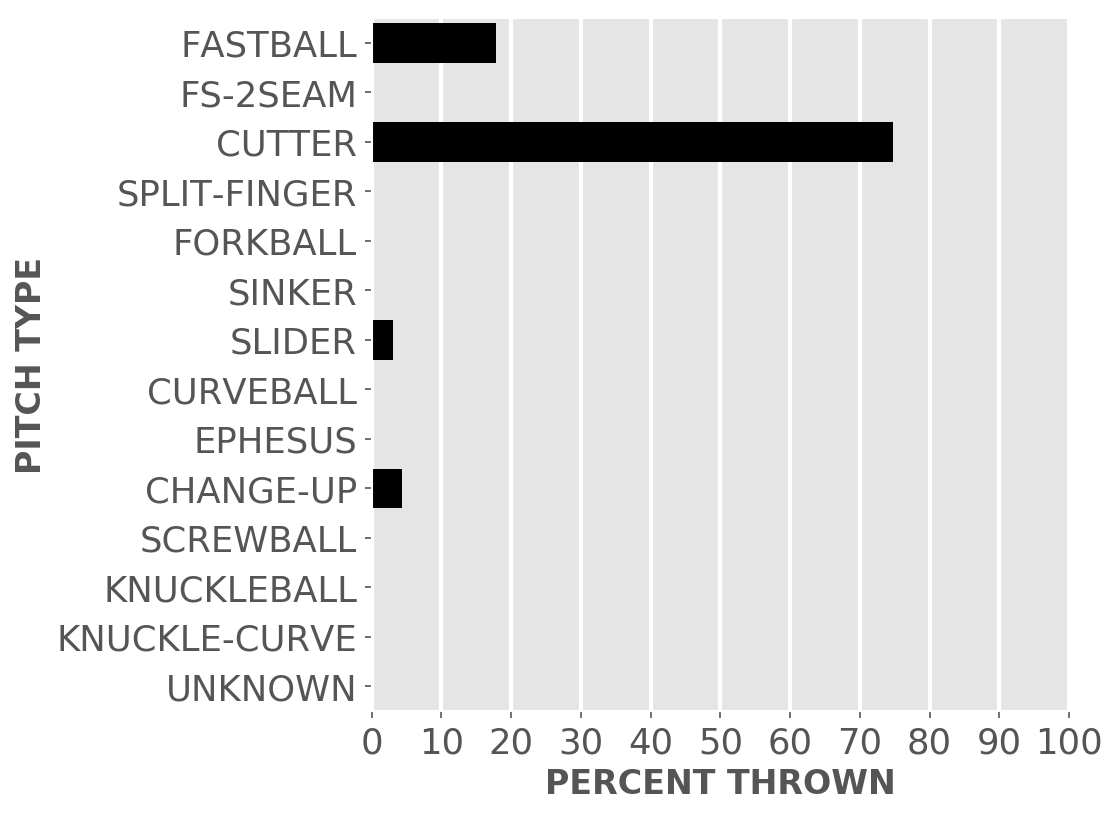 PITCH TYPE
FASTBALL
FS-2SEAM
CUTTER
SPLIT-FINGER
FORKBALL
SINKER
SLIDER
CURVEBALL
EPHESUS
CHANGE-UP
SCREWBALL
KNUCKLEBALL
KNUCKLE-CURVE
UNKNOWN
0 10 20 30 40 50 60 70 80 90 100
PERCENT THROWN